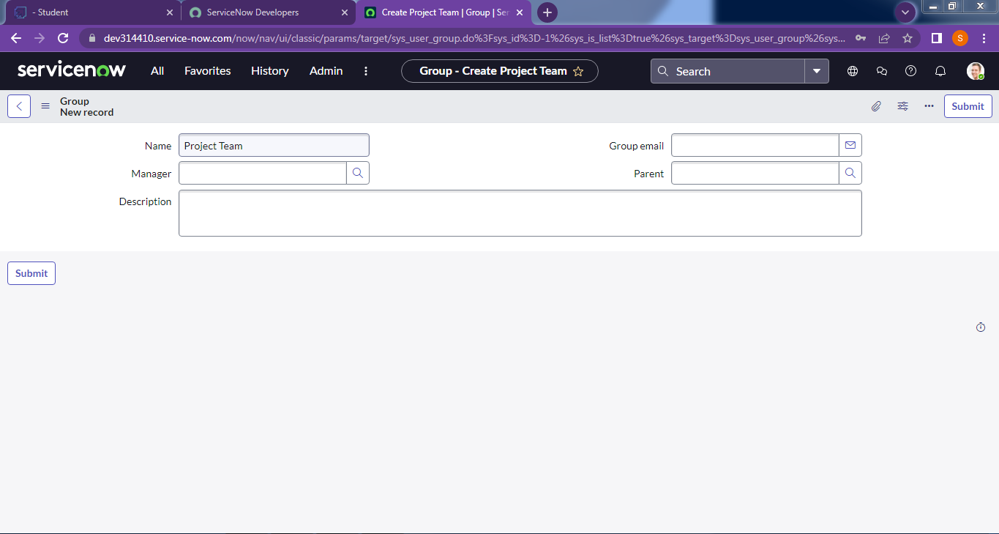 - Student
ServiceNow Developers
Create Project Team | Group | Ser
dev314410.service-now.com/now/nav/ui/classic/params/target/sys_user_group.do%3Fsys_id%3D-1%26sys_is_list%3Dtrue%26sys_target%3Dsys_user_group%26sys...
S
servicenow All Favorites History Admin Group - Create Project Team Search
Group
New record
Submit
Name Project Team Group email
Manager Parent
Description
Submit